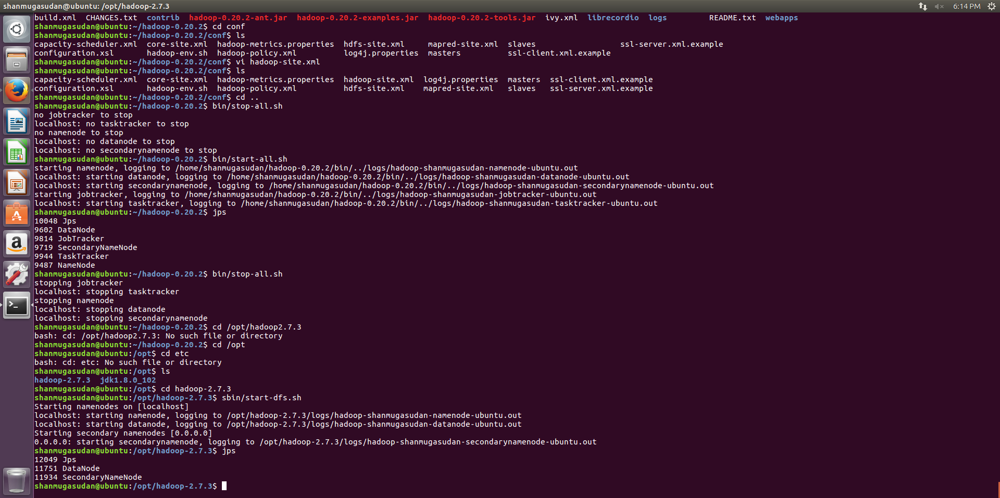 shanmugasudan@ubuntu: /opt/hadoop-2.7.3
6:14 PM
build.xml  CHANGES.txt  contrib  hadoop-0.20.2-ant.jar  hadoop-0.20.2-examples.jar  hadoop-0.20.2-tools.jar  ivy.xml  librecordio  logs         README.txt  webapps
shanmugasudan@ubuntu:~/hadoop-0.20.2$ cd conf
shanmugasudan@ubuntu:~/hadoop-0.20.2/conf$ ls
capacity-scheduler.xml  core-site.xml  hadoop-metrics.properties  hdfs-site.xml     mapred-site.xml  slaves                  ssl-server.xml.example
configuration.xsl       hadoop-env.sh  hadoop-policy.xml          log4j.properties  masters          ssl-client.xml.example
shanmugasudan@ubuntu:~/hadoop-0.20.2/conf$ vi hadoop-site.xml
shanmugasudan@ubuntu:~/hadoop-0.20.2/conf$ ls
capacity-scheduler.xml  core-site.xml  hadoop-metrics.properties  hadoop-site.xml  log4j.properties  masters  ssl-client.xml.example
configuration.xsl       hadoop-env.sh  hadoop-policy.xml          hdfs-site.xml    mapred-site.xml   slaves   ssl-server.xml.example
shanmugasudan@ubuntu:~/hadoop-0.20.2/conf$ cd ..
shanmugasudan@ubuntu:~/hadoop-0.20.2$ bin/stop-all.sh
no jobtracker to stop
localhost: no tasktracker to stop
no namenode to stop
localhost: no datanode to stop
localhost: no secondarynamenode to stop
shanmugasudan@ubuntu:~/hadoop-0.20.2$ bin/start-all.sh
starting namenode, logging to /home/shanmugasudan/hadoop-0.20.2/bin/../logs/hadoop-shanmugasudan-namenode-ubuntu.out
localhost: starting datanode, logging to /home/shanmugasudan/hadoop-0.20.2/bin/../logs/hadoop-shanmugasudan-datanode-ubuntu.out
localhost: starting secondarynamenode, logging to /home/shanmugasudan/hadoop-0.20.2/bin/../logs/hadoop-shanmugasudan-secondarynamenode-ubuntu.out
starting jobtracker, logging to /home/shanmugasudan/hadoop-0.20.2/bin/../logs/hadoop-shanmugasudan-jobtracker-ubuntu.out
localhost: starting tasktracker, logging to /home/shanmugasudan/hadoop-0.20.2/bin/../logs/hadoop-shanmugasudan-tasktracker-ubuntu.out
shanmugasudan@ubuntu:~/hadoop-0.20.2$ jps
10048 Jps
9602 DataNode
9814 JobTracker
9719 SecondaryNameNode
9944 TaskTracker
9487 NameNode
shanmugasudan@ubuntu:~/hadoop-0.20.2$ bin/stop-all.sh
stopping jobtracker
localhost: stopping tasktracker
stopping namenode
localhost: stopping datanode
localhost: stopping secondarynamenode
shanmugasudan@ubuntu:~/hadoop-0.20.2$ cd /opt/hadoop2.7.3
bash: cd: /opt/hadoop2.7.3: No such file or directory
shanmugasudan@ubuntu:~/hadoop-0.20.2$ cd /opt
shanmugasudan@ubuntu:/opt$ cd etc
bash: cd: etc: No such file or directory
shanmugasudan@ubuntu:/opt$ ls
hadoop-2.7.3  jdk1.8.0_102
shanmugasudan@ubuntu:/opt$ cd hadoop-2.7.3
shanmugasudan@ubuntu:/opt/hadoop-2.7.3$ sbin/start-dfs.sh
Starting namenodes on [localhost]
localhost: starting namenode, logging to /opt/hadoop-2.7.3/logs/hadoop-shanmugasudan-namenode-ubuntu.out
localhost: starting datanode, logging to /opt/hadoop-2.7.3/logs/hadoop-shanmugasudan-datanode-ubuntu.out
Starting secondary namenodes [0.0.0.0]
0.0.0.0: starting secondarynamenode, logging to /opt/hadoop-2.7.3/logs/hadoop-shanmugasudan-secondarynamenode-ubuntu.out
shanmugasudan@ubuntu:/opt/hadoop-2.7.3$ jps
12049 Jps
11751 DataNode
11934 SecondaryNameNode
shanmugasudan@ubuntu:/opt/hadoop-2.7.3$